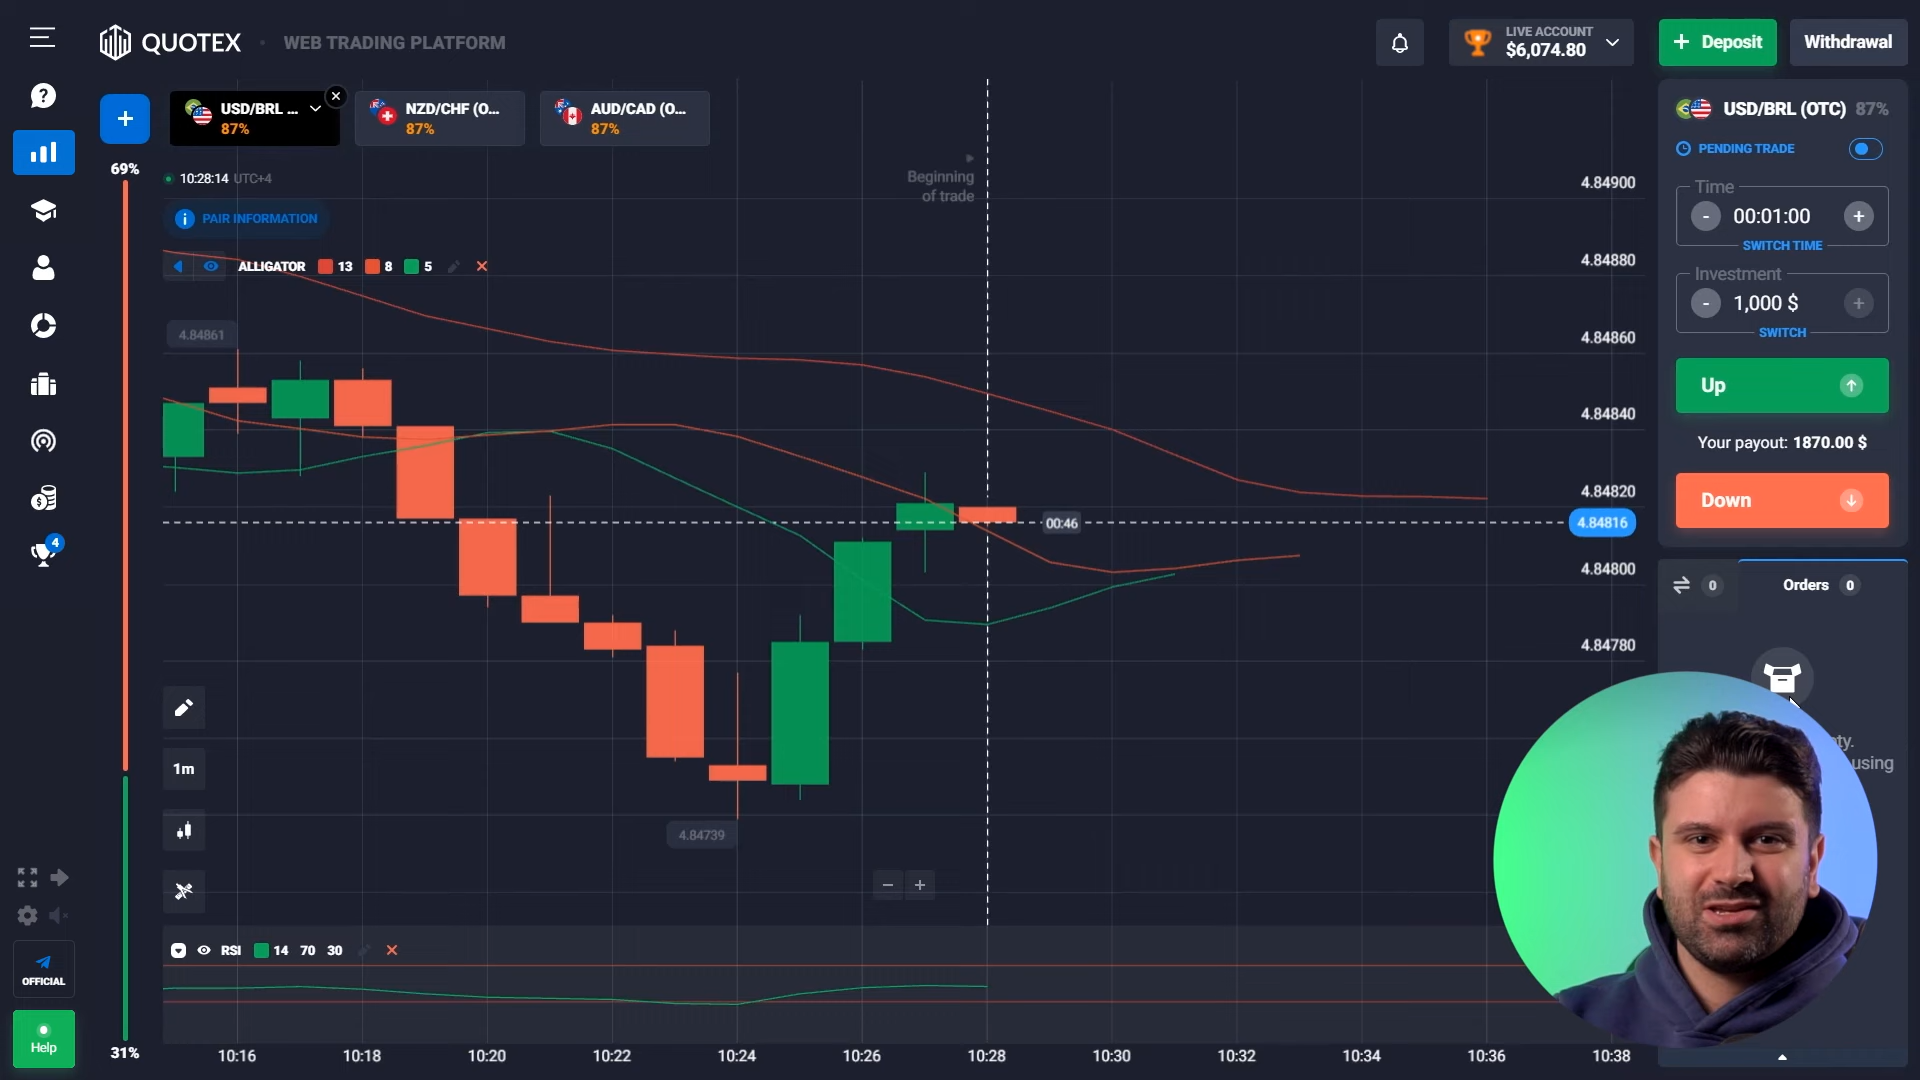 QUOTEX
WEB TRADING PLATFORM
LIVE ACCOUNT
$6,074.80
+ Deposit
Withdrawal
USD/BRL ...
87%
NZD/CHF (O...
87%
AUD/CAD (O...
87%
69%
10:28:14 UTC+4
PAIR INFORMATION
ALLIGATOR 13 8 5
Beginning
of trade
4.84861
4.84739
00:46
4.84900
4.84880
4.84860
4.84840
4.84820
4.84816
4.84800
4.84780
USD/BRL (OTC) 87%
PENDING TRADE
Time
- 00:01:00 +
SWITCH TIME
Investment
- 1,000 $ +
SWITCH
Up
Your payout: 1870.00 $
Down
0
Orders 0
ty.
using
4
1m
RSI 14 70 30
OFFICIAL
Help
31%
10:16 10:18 10:20 10:22 10:24 10:26 10:28 10:30 10:32 10:34 10:36 10:38